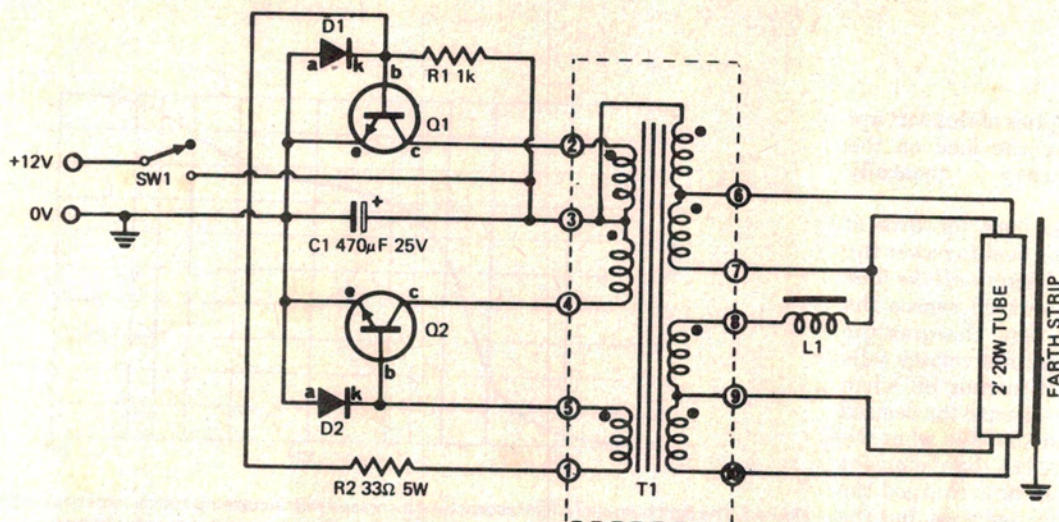 D1
a k
b
R1 1k
Q1
e c
+12V
SW1
0V
+
C1 470µF 25V
e c
Q2
b
a k
D2
R2 33Ω 5W
2
3
4
5
1
T1
6
7
8
9
10
L1
2' 20W TUBE
EARTH STRIP